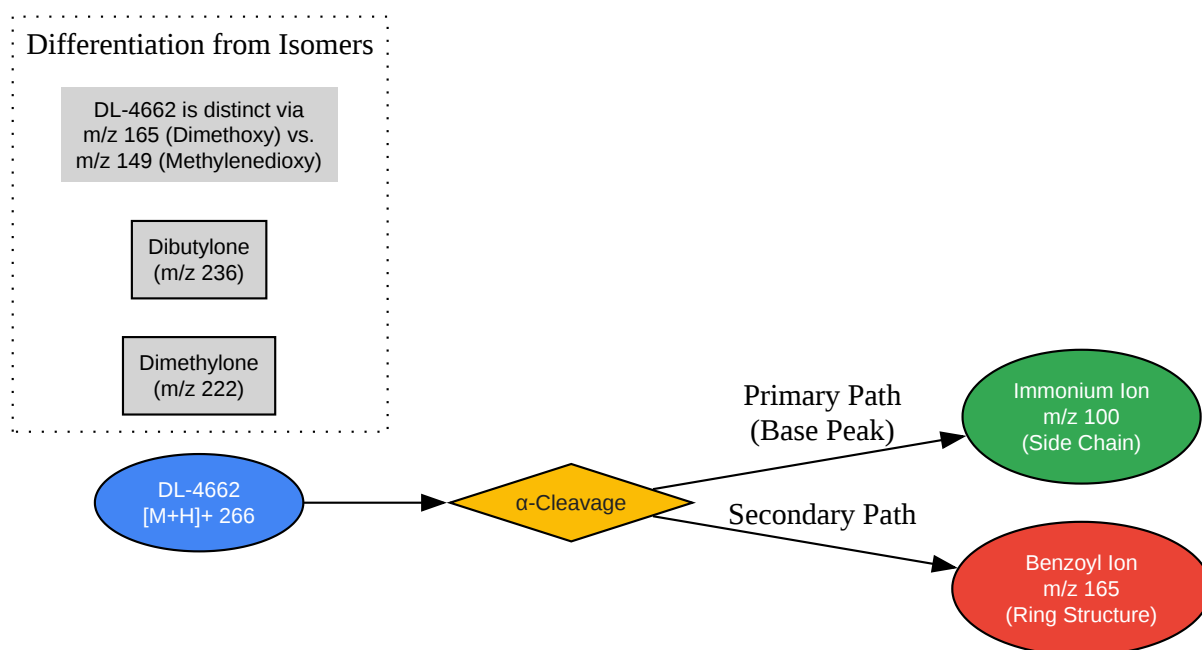 Differentiation from Isomers
DL-4662 is distinct via
m/z 165 (Dimethoxy) vs.
m/z 149 (Methylenedioxy)
Dibutylone
(m/z 236)
Dimethylone
(m/z 222)
DL-4662
[M+H]+ 266
α-Cleavage
Primary Path
(Base Peak)
Secondary Path
Immonium Ion
m/z 100
(Side Chain)
Benzoyl Ion
m/z 165
(Ring Structure)